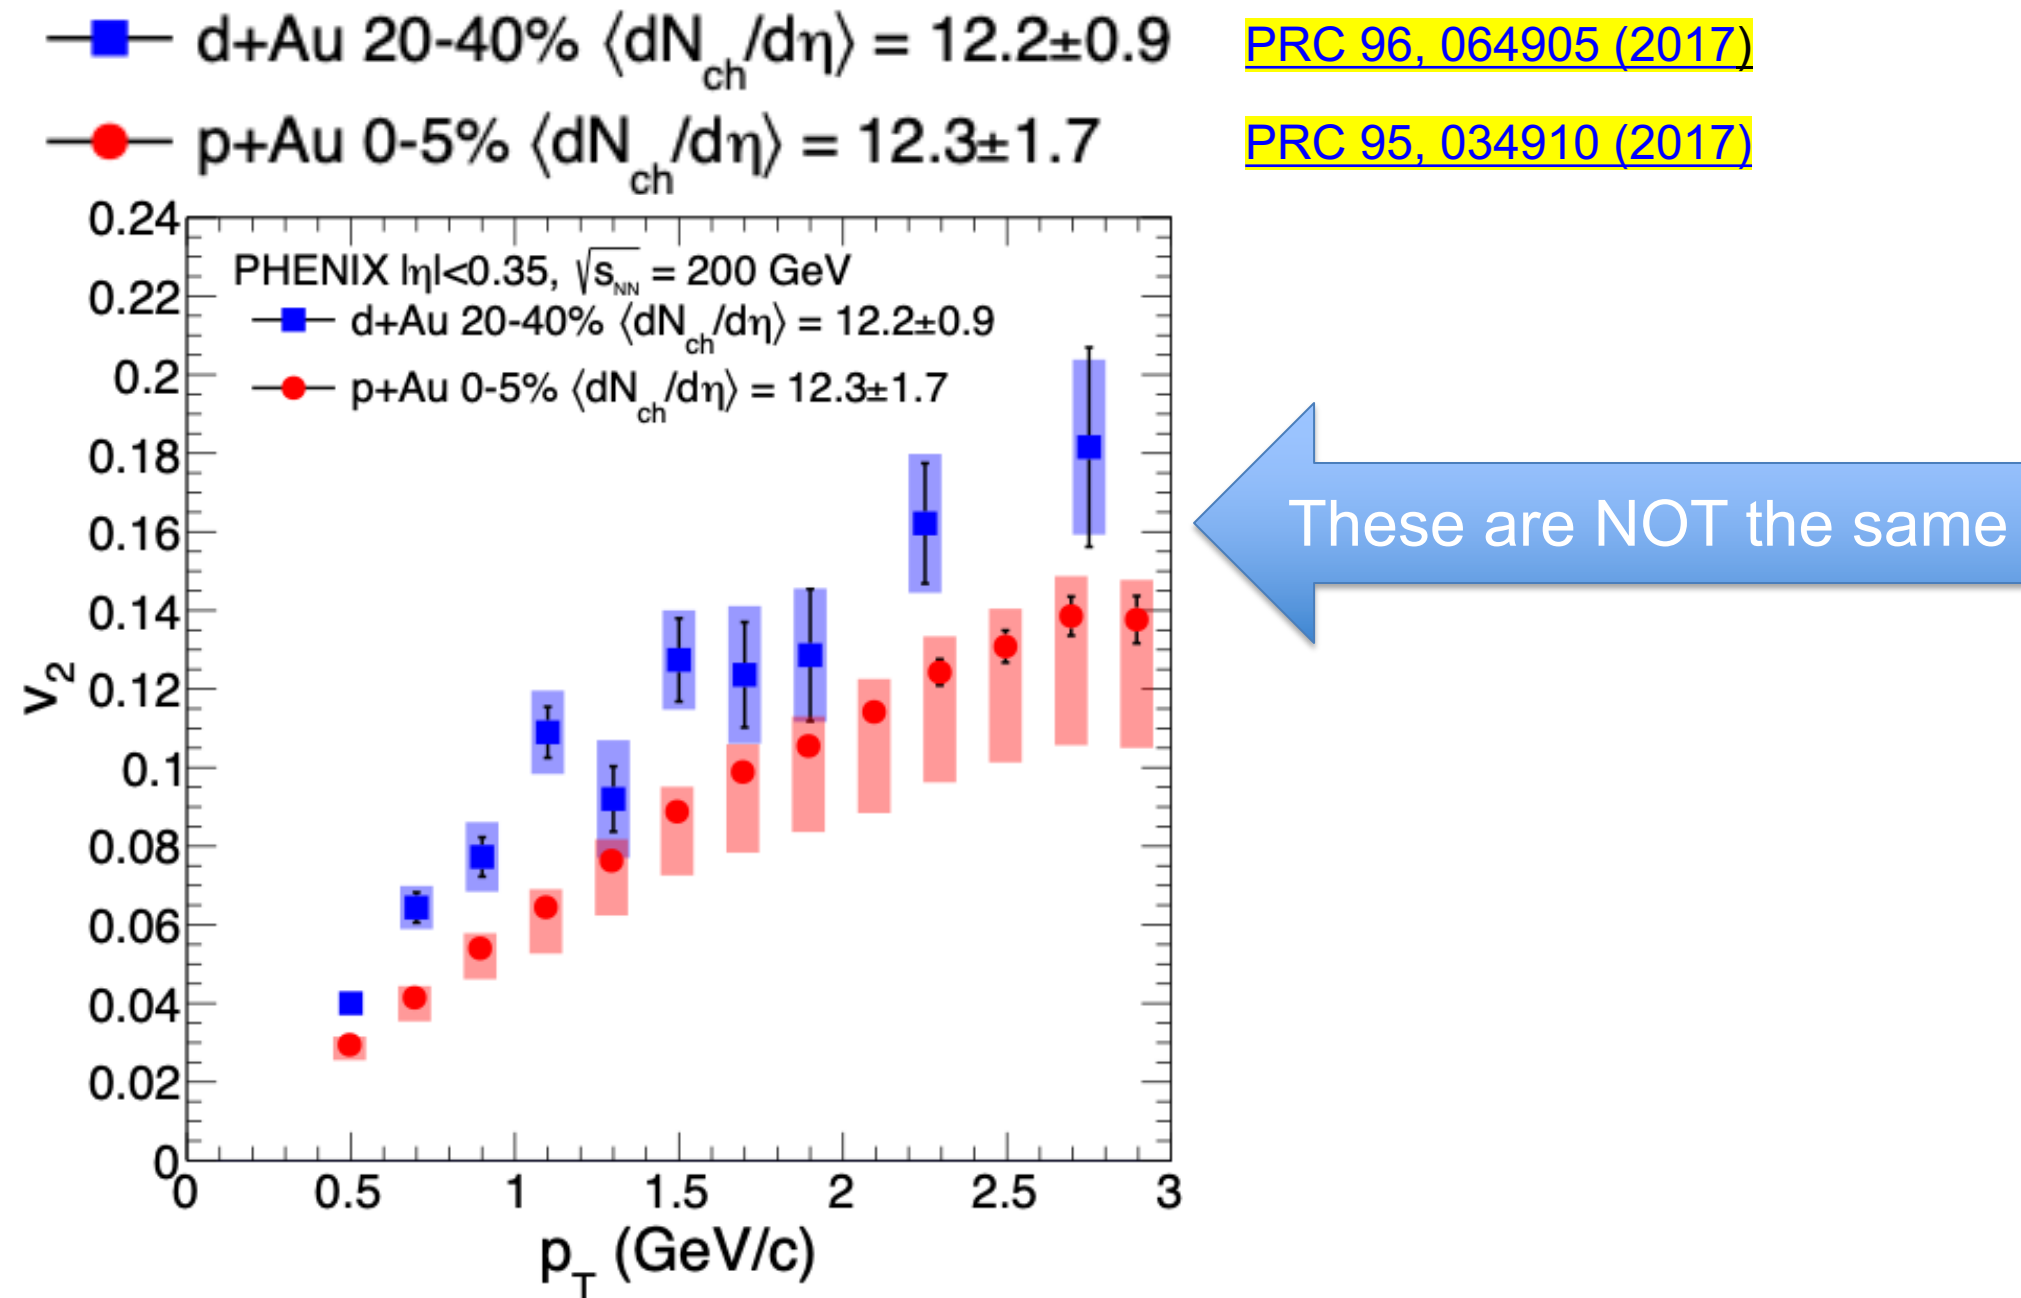 d+Au 20-40% ⟨dN_ch/dη⟩ = 12.2±0.9
PRC 96, 064905 (2017)
p+Au 0-5% ⟨dN_ch/dη⟩ = 12.3±1.7
PRC 95, 034910 (2017)
PHENIX |η|<0.35, √s_NN = 200 GeV
d+Au 20-40% ⟨dN_ch/dη⟩ = 12.2±0.9
p+Au 0-5% ⟨dN_ch/dη⟩ = 12.3±1.7
These are NOT the same
v_2
0.24
0.22
0.2
0.18
0.16
0.14
0.12
0.1
0.08
0.06
0.04
0.02
0
0 0.5 1 1.5 2 2.5 3
p_T (GeV/c)